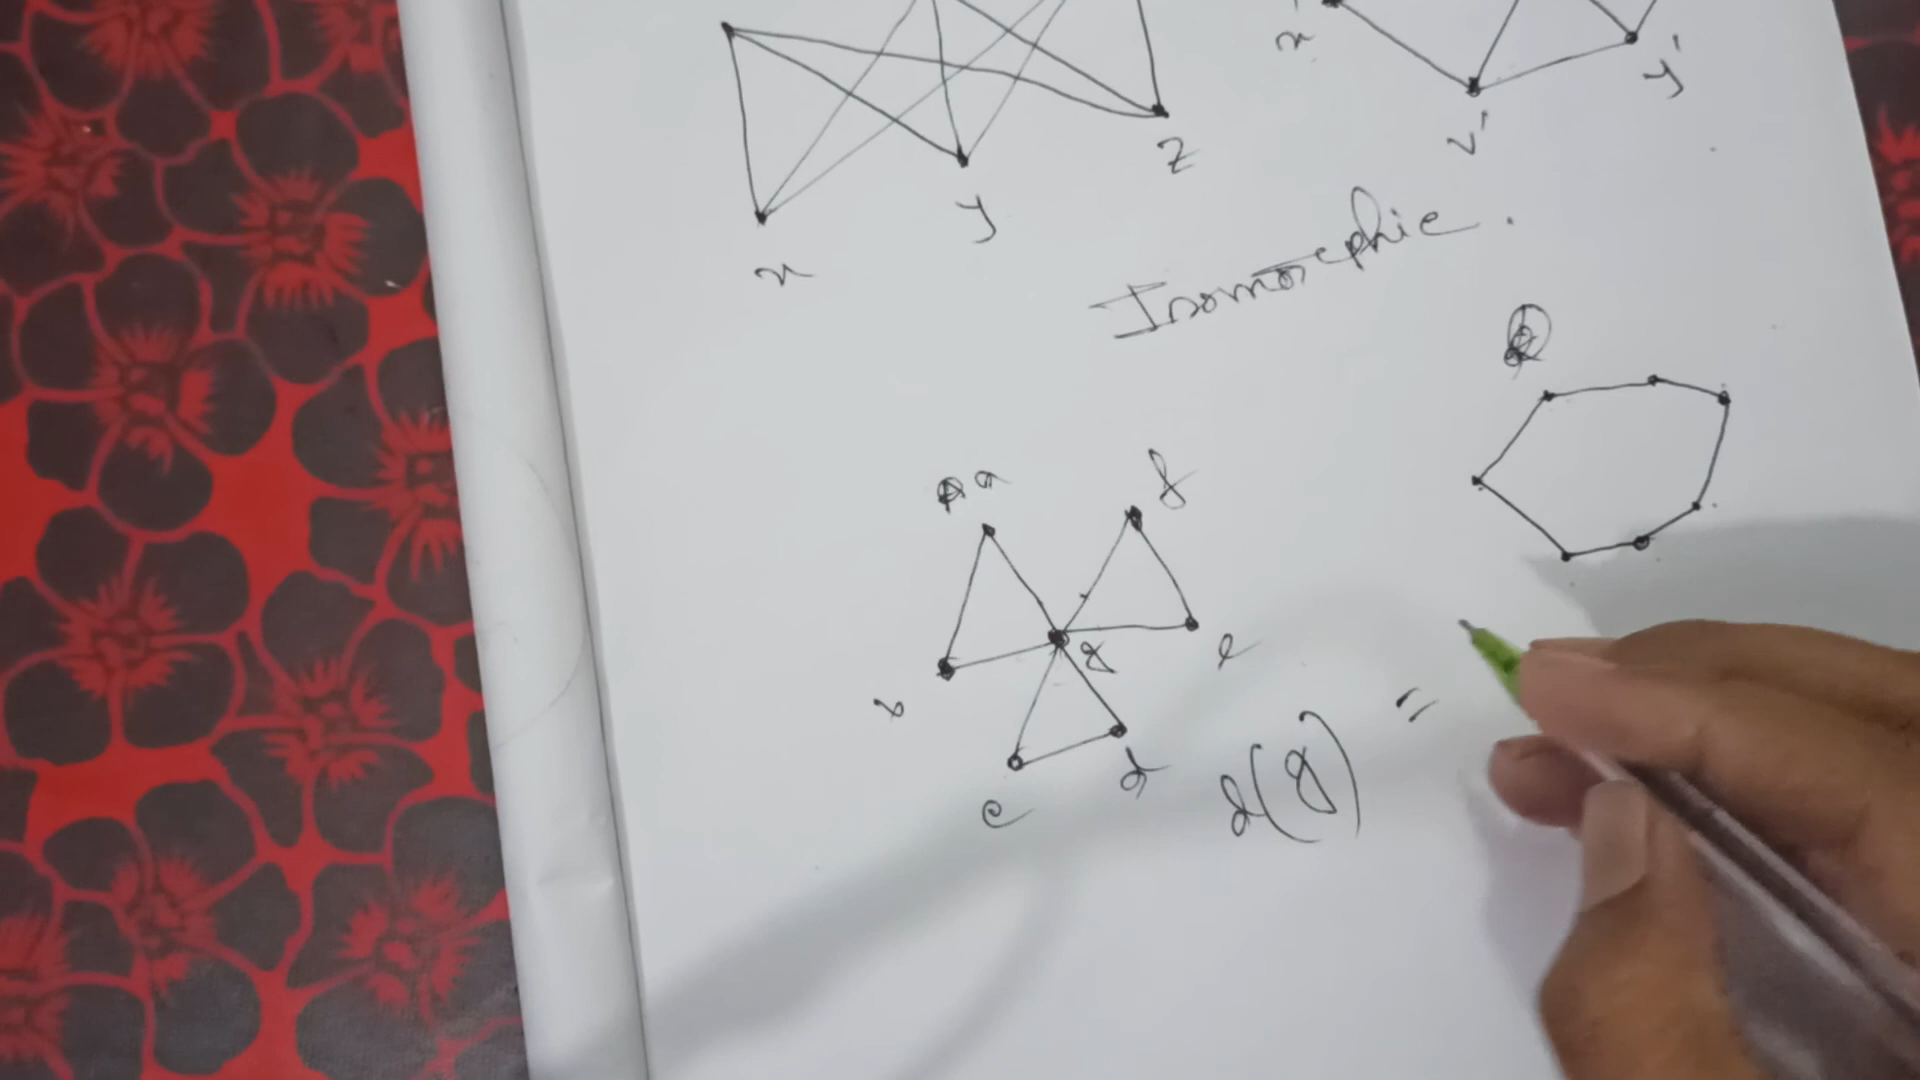 x'
y'
z
v'
y
x
Isomorphic.
a f
g e
b
d
c d(g) =